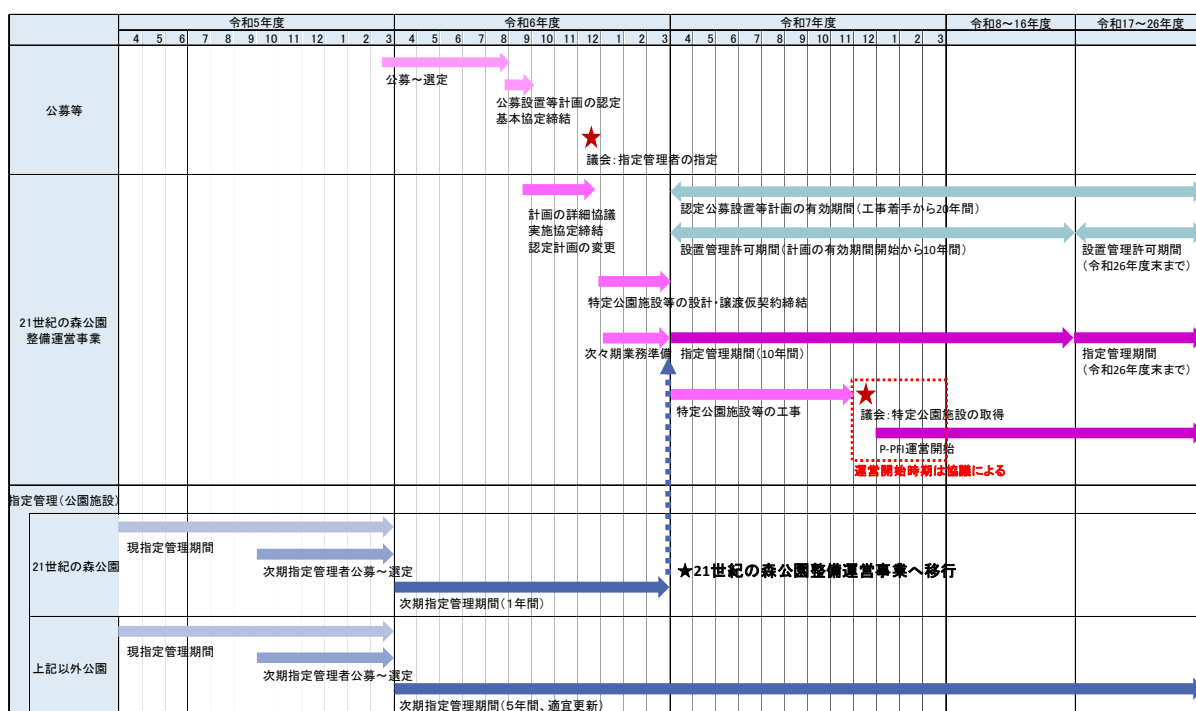 令和5年度 令和6年度 令和7年度 令和8～16年度 令和17～26年度
4 5 6 7 8 9 10 11 12 1 2 3 4 5 6 7 8 9 10 11 12 1 2 3 4 5 6 7 8 9 10 11 12 1 2 3
公募等
公募～選定
公募設置等計画の認定
基本協定締結
★
議会：指定管理者の指定
21世紀の森公園
整備運営事業
計画の詳細協議
実施協定締結
認定計画の変更
認定公募設置等計画の有効期間（工事着手から20年間）
設置管理許可期間（計画の有効期間開始から10年間）
設置管理許可期間
（令和26年度末まで）
特定公園施設等の設計・譲渡仮契約締結
次々期業務準備
指定管理期間（10年間）
指定管理期間
（令和26年度末まで）
特定公園施設等の工事
★
議会：特定公園施設の取得
P-PFI運営開始
運営開始時期は協議による
指定管理（公園施設）
21世紀の森公園
現指定管理期間
次期指定管理者公募～選定
次期指定管理期間（1年間）
★21世紀の森公園整備運営事業へ移行
上記以外公園
現指定管理期間
次期指定管理者公募～選定
次期指定管理期間（5年間、適宜更新）